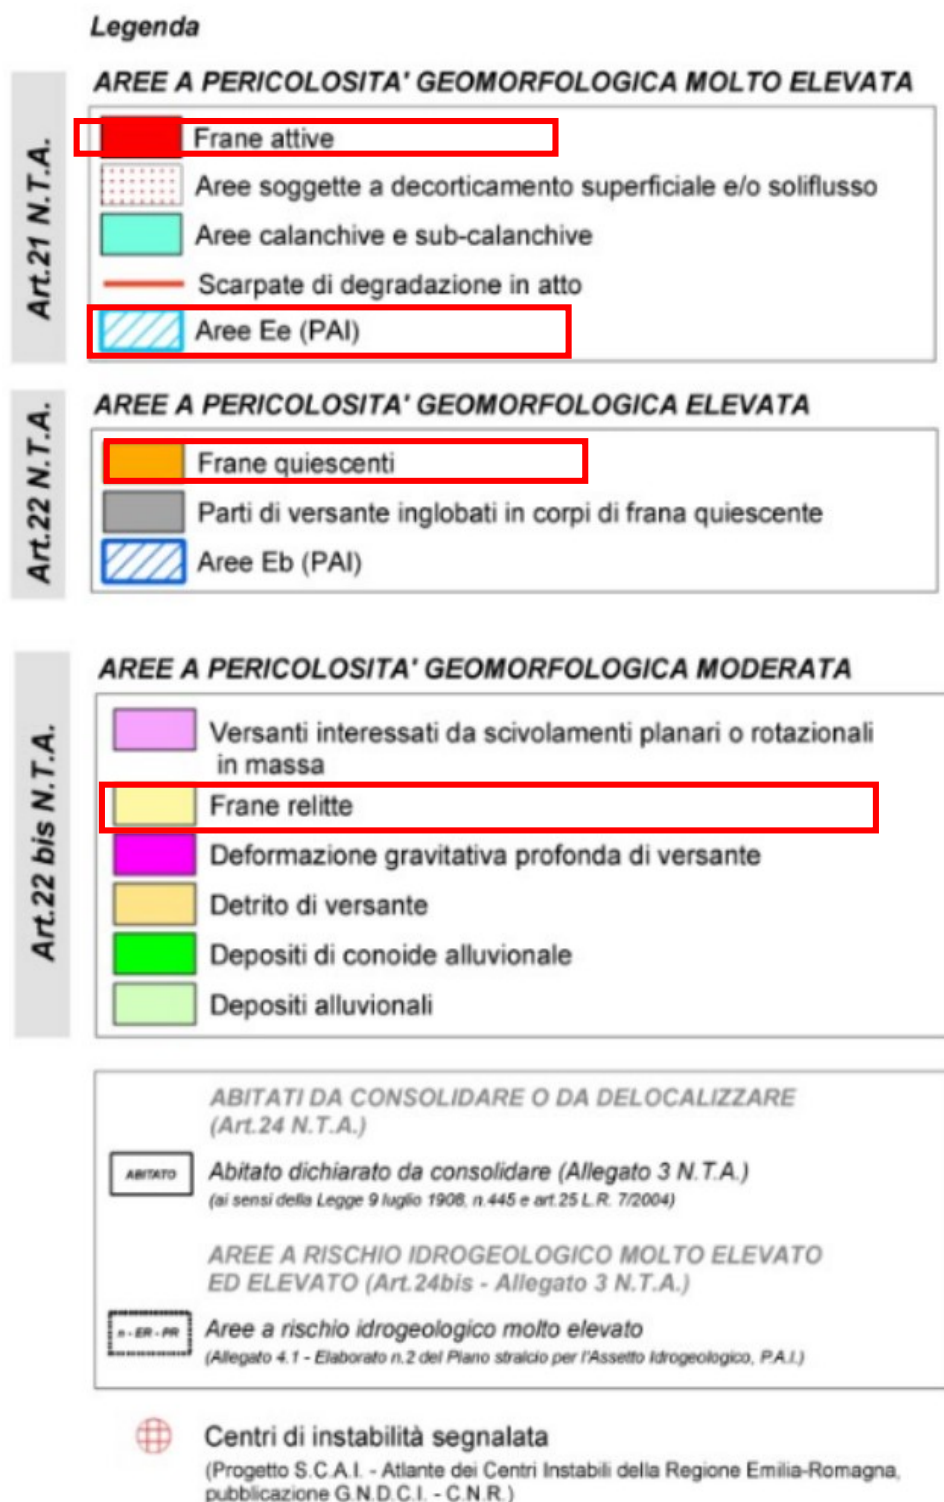 Legenda
AREE A PERICOLOSITA' GEOMORFOLOGICA MOLTO ELEVATA
Art.21 N.T.A.
Frane attive
Aree soggette a decorticamento superficiale e/o soliflusso
Aree calanchive e sub-calanchive
Scarpate di degradazione in atto
Aree Ee (PAI)
AREE A PERICOLOSITA' GEOMORFOLOGICA ELEVATA
Art.22 N.T.A.
Frane quiescenti
Parti di versante inglobati in corpi di frana quiescente
Aree Eb (PAI)
AREE A PERICOLOSITA' GEOMORFOLOGICA MODERATA
Art.22 bis N.T.A.
Versanti interessati da scivolamenti planari o rotazionali
in massa
Frane relitte
Deformazione gravitativa profonda di versante
Detrito di versante
Depositi di conoide alluvionale
Depositi alluvionali
ABITATI DA CONSOLIDARE O DA DELOCALIZZARE
(Art.24 N.T.A.)
ABITATO
Abitato dichiarato da consolidare (Allegato 3 N.T.A.)
(ai sensi della Legge 9 luglio 1908, n.445 e art.25 L.R. 7/2004)
AREE A RISCHIO IDROGEOLOGICO MOLTO ELEVATO
ED ELEVATO (Art.24bis - Allegato 3 N.T.A.)
n - ER - PR
Aree a rischio idrogeologico molto elevato
(Allegato 4.1 - Elaborato n.2 del Piano stralcio per l'Assetto Idrogeologico, P.A.I.)
Centri di instabilità segnalata
(Progetto S.C.A.I. - Atlante dei Centri Instabili della Regione Emilia-Romagna,
pubblicazione G.N.D.C.I. - C.N.R.)